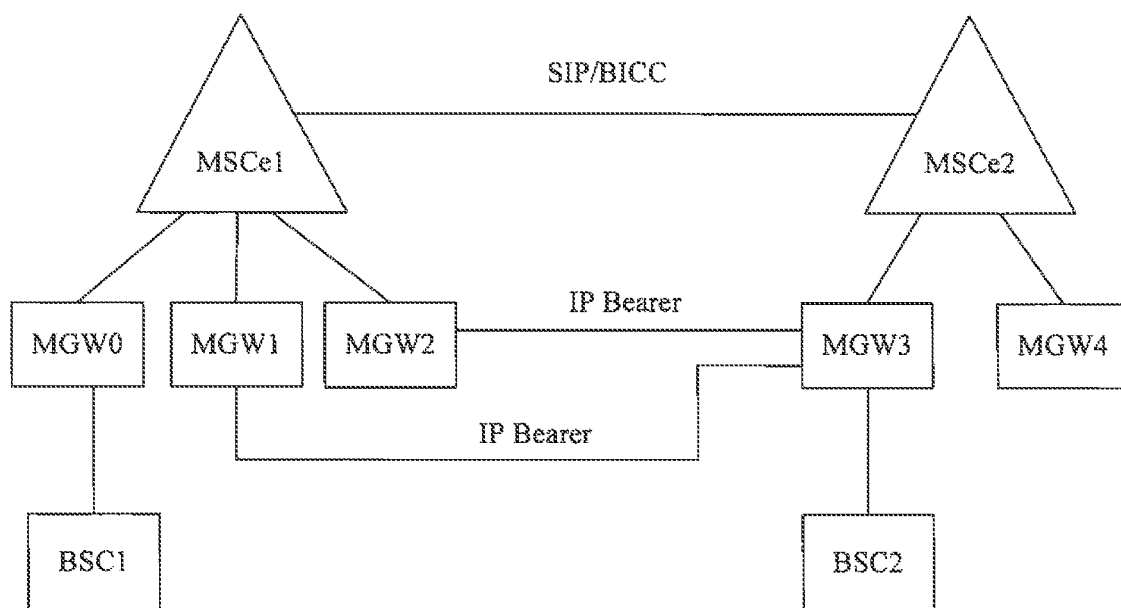 SIP/BICC
MSCe1
MSCe2
IP Bearer
MGW0
MGW1
MGW2
MGW3
MGW4
IP Bearer
BSC1
BSC2